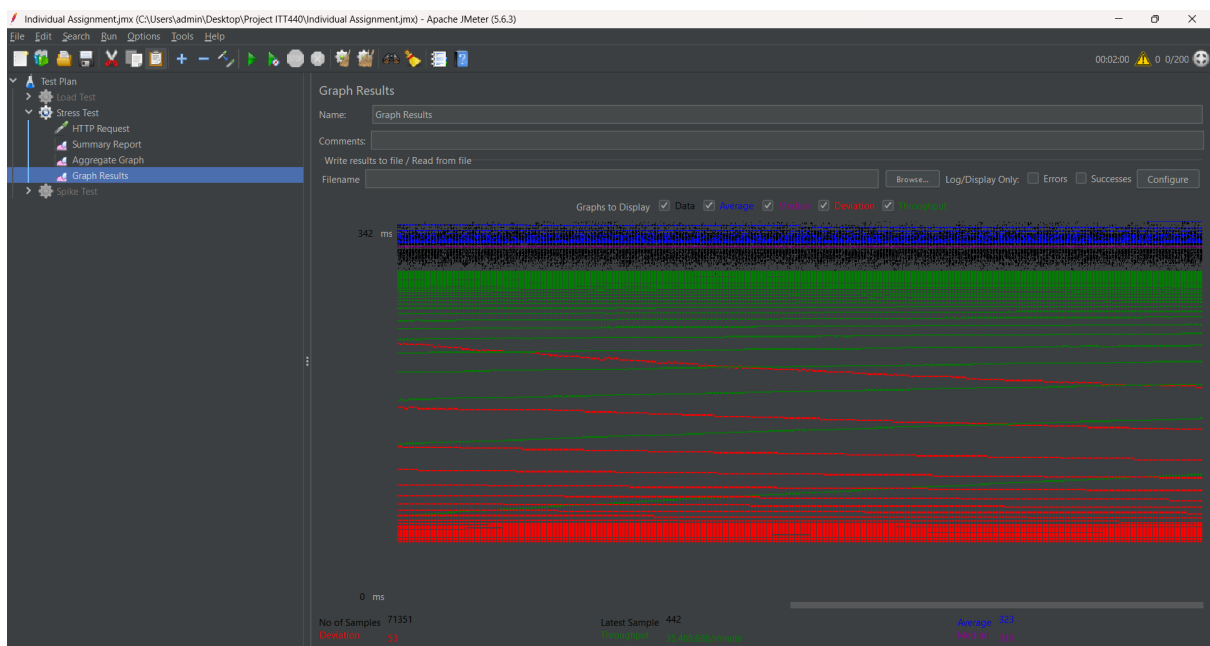 Individual Assignment.jmx (C:\Users\admin\Desktop\Project ITT440\Individual Assignment.jmx) - Apache JMeter (5.6.3)
File Edit Search Run Options Tools Help
00:02:00 0 0/200
Test Plan
Load Test
Stress Test
HTTP Request
Summary Report
Aggregate Graph
Graph Results
Spike Test
Graph Results
Name: Graph Results
Comments:
Write results to file / Read from file
Filename Browse... Log/Display Only: Errors Successes Configure
Graphs to Display Data Average Median Deviation Throughput
342 ms
0 ms
No of Samples 71351 Latest Sample 442 Average 323
Deviation 53 Throughput Median